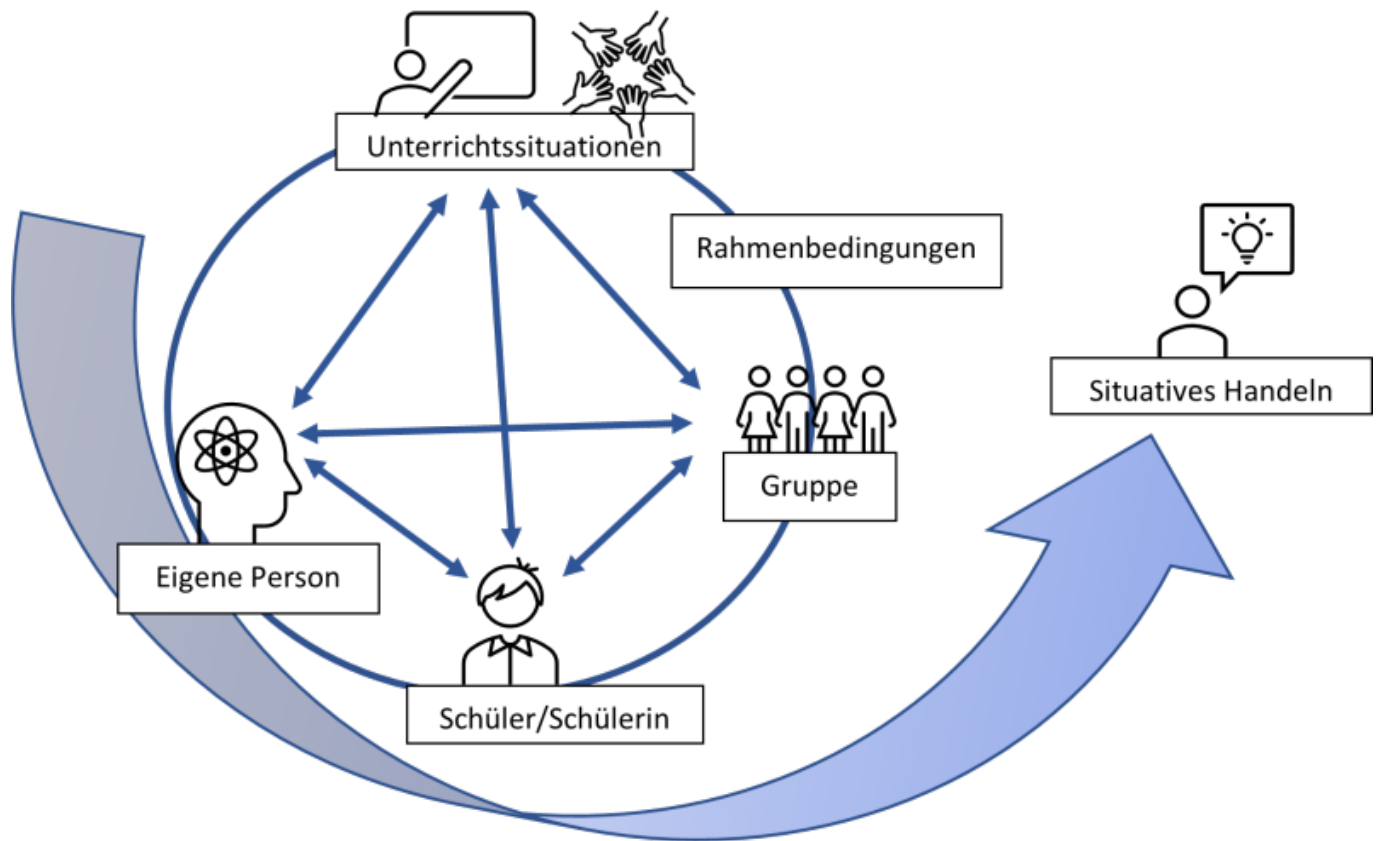 Unterrichtssituationen
Rahmenbedingungen
Situatives Handeln
Gruppe
Eigene Person
Schüler/Schülerin